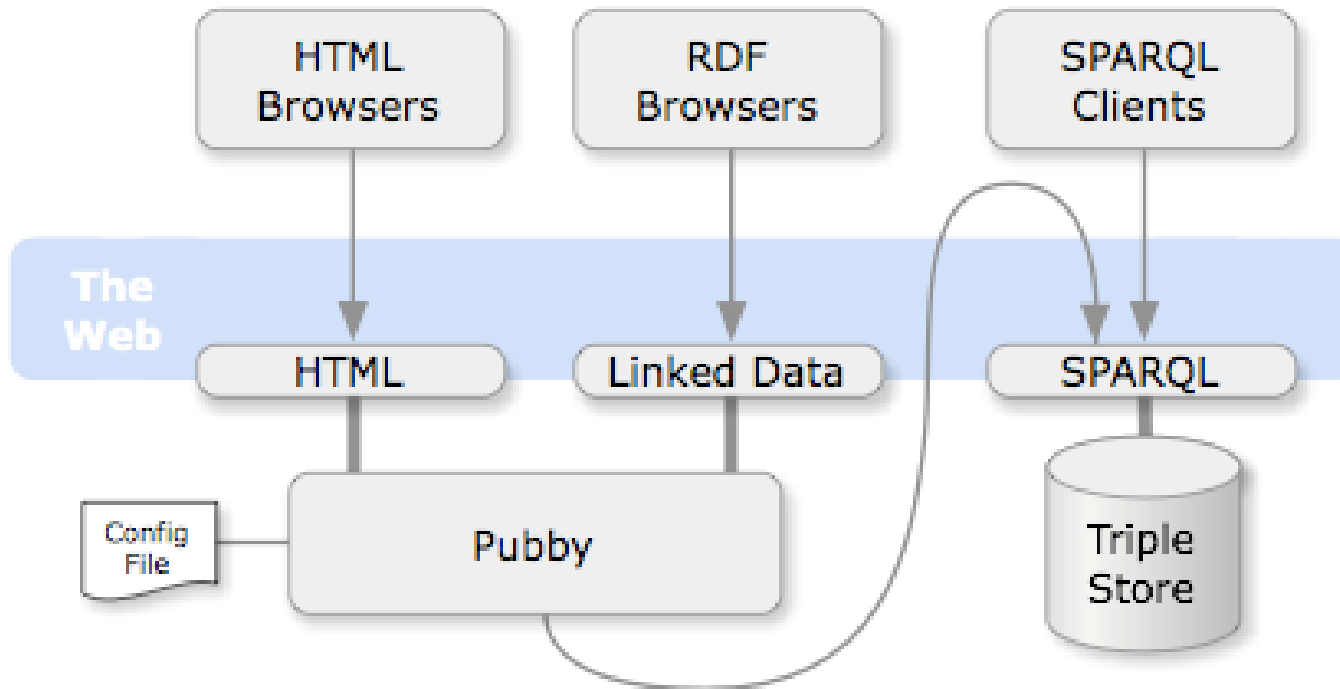 HTML
Browsers
RDF
Browsers
SPARQL
Clients
The
Web
HTML
Linked Data
SPARQL
Config
File
Pubby
Triple
Store